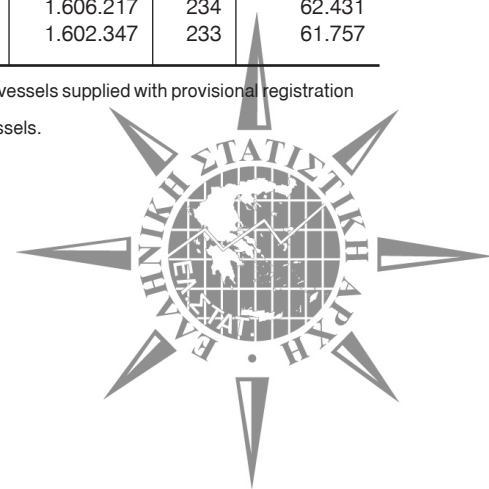 1.606.217 234 62.431
1.602.347 233 61.757
vessels supplied with provisional registration
ssels.
ΕΛΛΗΝΙΚΗ ΣΤΑΤΙΣΤΙΚΗ ΑΡΧΗ
ΕΛ.ΣΤΑΤ.